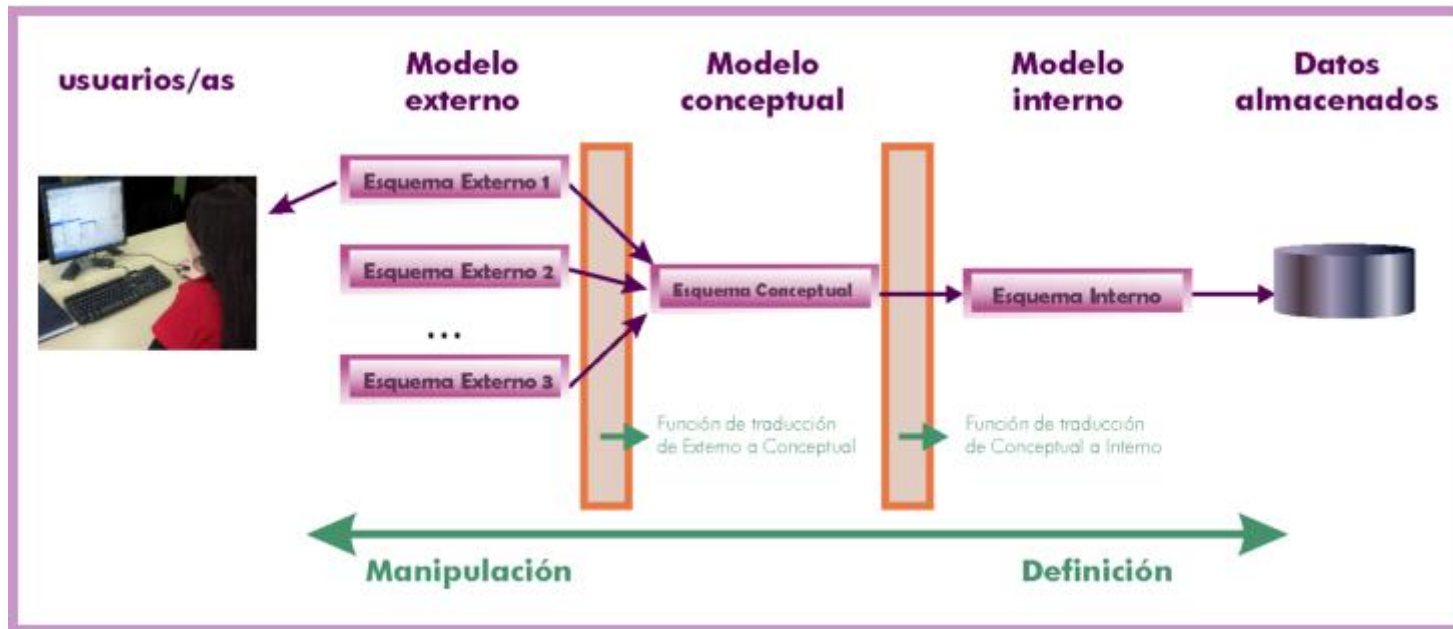 usuarios/as
Modelo
externo
Modelo
conceptual
Modelo
interno
Datos
almacenados
Esquema Externo 1
Esquema Externo 2
...
Esquema Externo 3
Esquema Conceptual
Esquema Interno
Función de traducción
de Externo a Conceptual
Función de traducción
de Conceptual a Interno
Manipulación
Definición